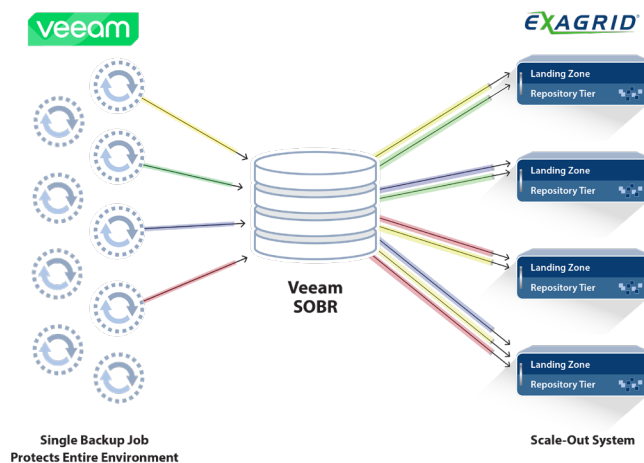 veeam
EXAGRID®
Landing Zone
Repository Tier
Landing Zone
Repository Tier
Landing Zone
Repository Tier
Landing Zone
Repository Tier
Veeam
SOBR
Single Backup Job
Protects Entire Environment
Scale-Out System